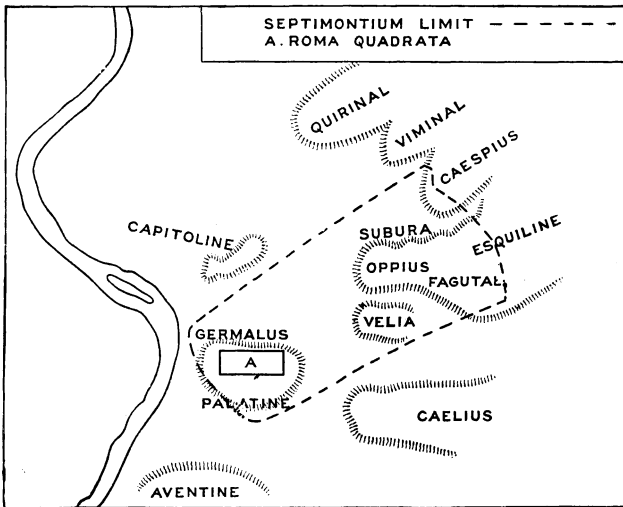 SEPTIMONTIUM LIMIT
A. ROMA QUADRATA
QUIRINAL
VIMINAL
CAESPIUS
CAPITOLINE
SUBURA
ESQUILINE
OPPIUS
FAGUTAL
GERMALUS
VELIA
A
PALATINE
CAELIUS
AVENTINE